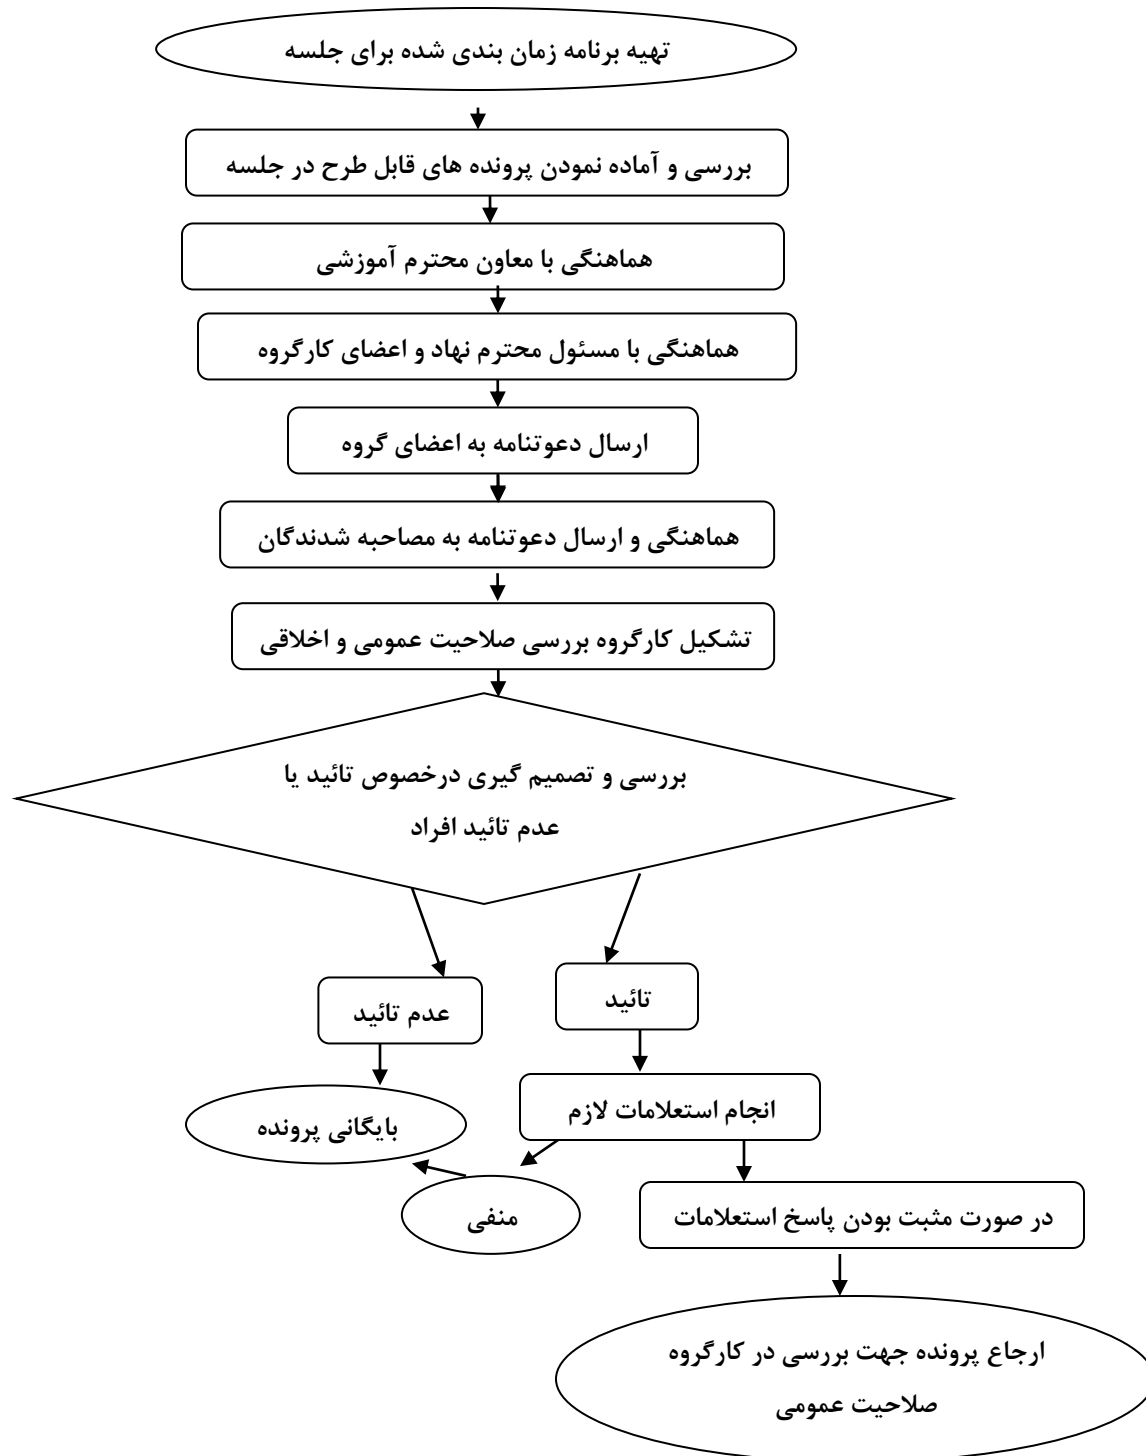 تهیه برنامه زمان بندی شده برای جلسه
بررسی و آماده نمودن پرونده های قابل طرح در جلسه
هماهنگی با معاون محترم آموزشی
هماهنگی با مسئول محترم نهاد و اعضای کارگروه
ارسال دعوتنامه به اعضای گروه
هماهنگی و ارسال دعوتنامه به مصاحبه شدندگان
تشکیل کارگروه بررسی صلاحیت عمومی و اخلاقی
بررسی و تصمیم گیری درخصوص تائید یا
عدم تائید افراد
تائید
عدم تائید
انجام استعلامات لازم
بایگانی پرونده
منفی
در صورت مثبت بودن پاسخ استعلامات
ارجاع پرونده جهت بررسی در کارگروه
صلاحیت عمومی